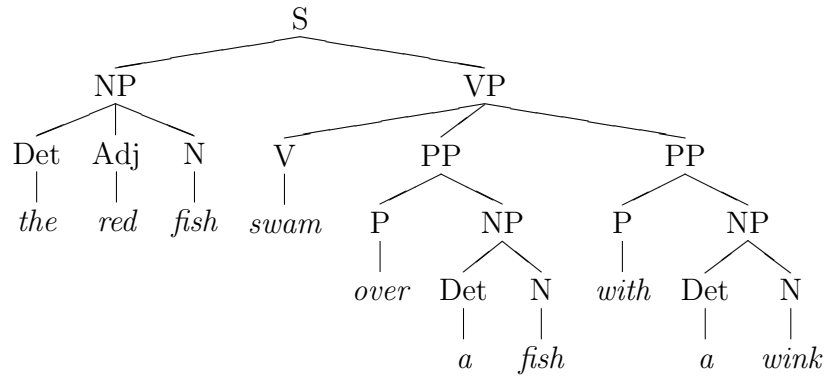 S
NP VP
Det Adj N V PP PP
the red fish swam P NP P NP
over Det N with Det N
a fish a wink